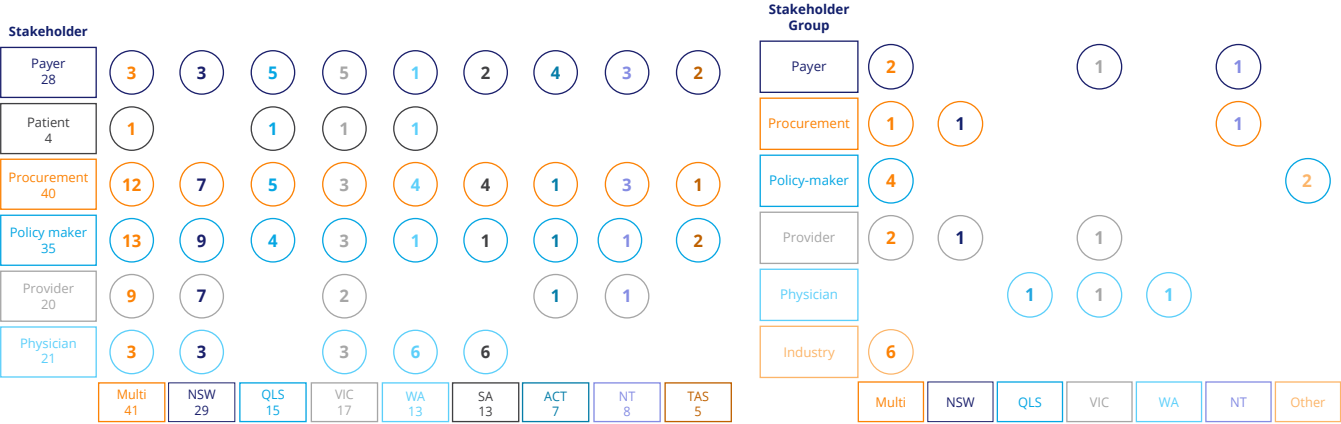 Stakeholder
Payer
28
3 3 5 5 1 2 4 3 2
Patient
4
1 1 1 1
Procurement
40
12 7 5 3 4 4 1 3 1
Policy maker
35
13 9 4 3 1 1 1 1 2
Provider
20
9 7 2 1 1
Physician
21
3 3 3 6 6
Multi NSW QLS VIC WA SA ACT NT TAS
41 29 15 17 13 13 7 8 5
Stakeholder
Group
Payer 2 1 1
Procurement 1 1 1
Policy-maker 4 2
Provider 2 1 1
Physician 1 1 1
Industry 6
Multi NSW QLS VIC WA NT Other